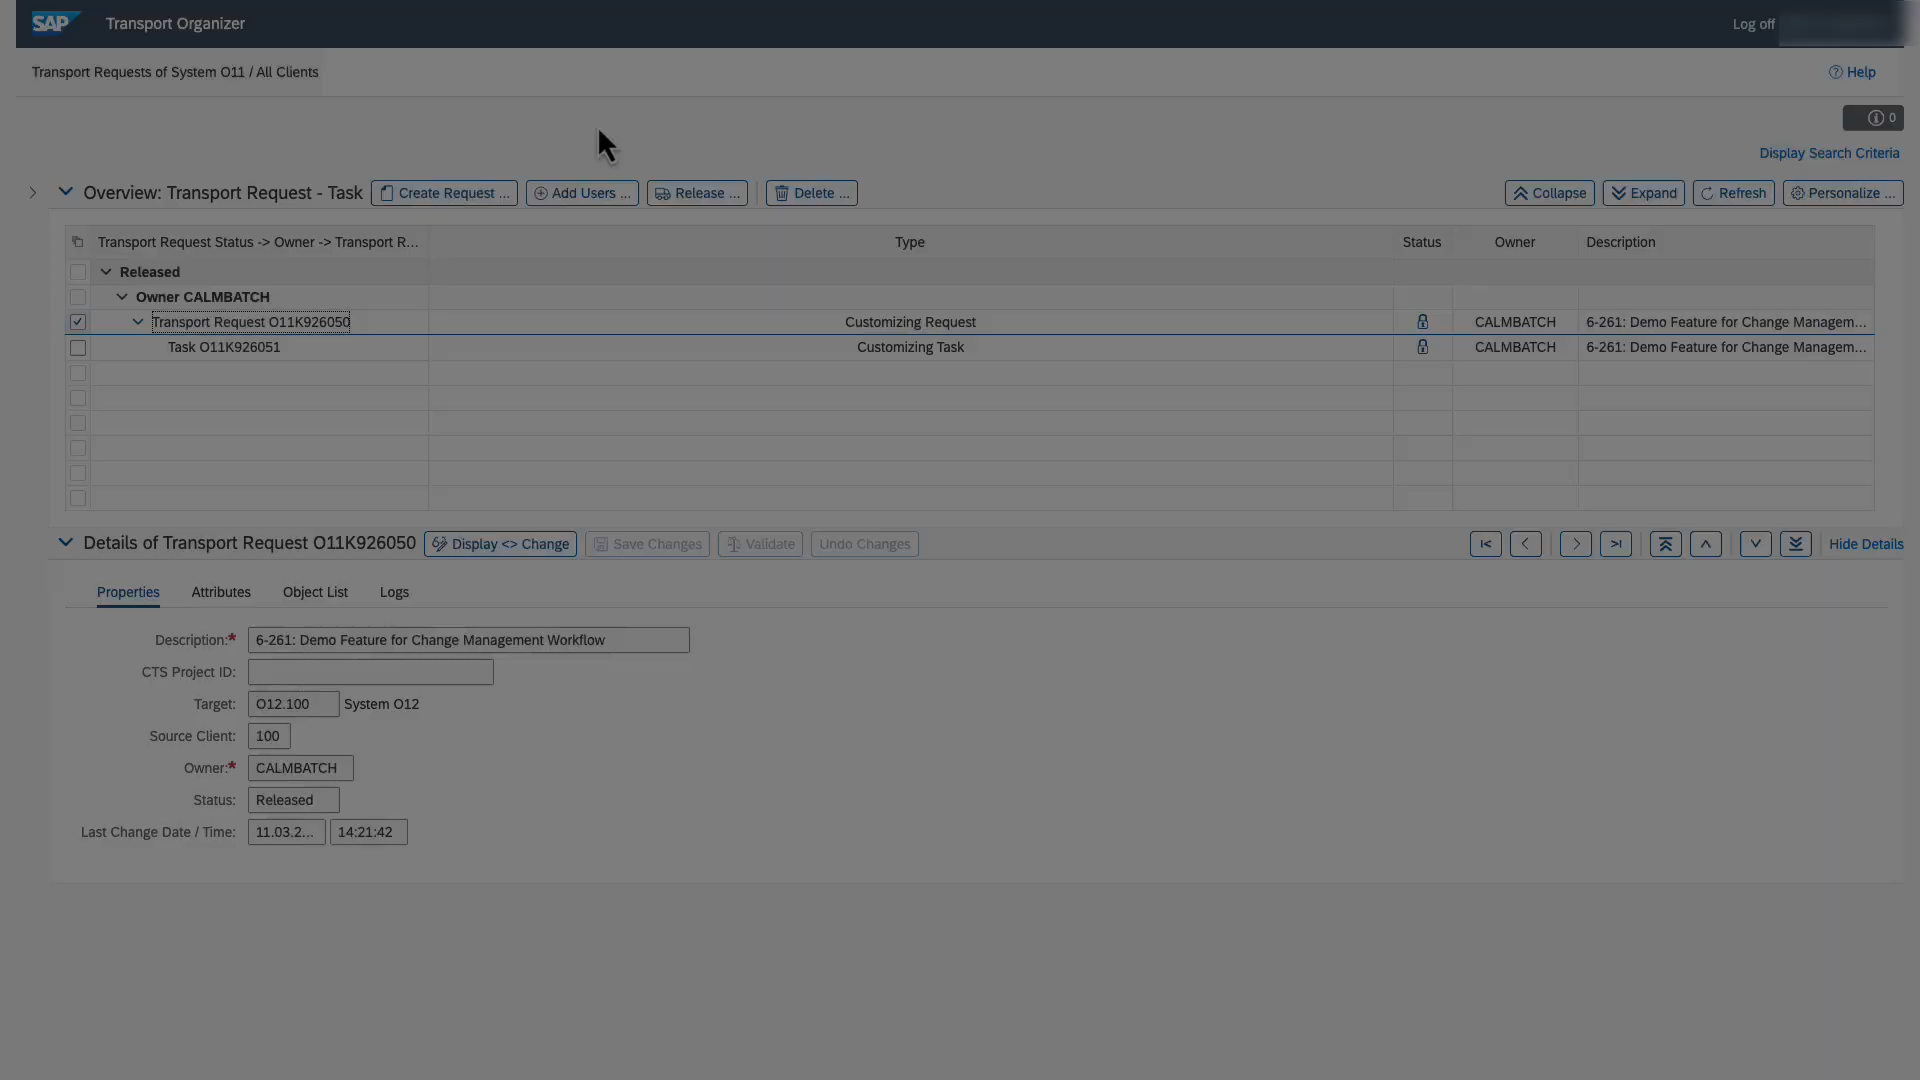 SAP Transport Organizer Log off
Transport Requests of System O11 / All Clients Help
0
Display Search Criteria
Overview: Transport Request - Task Create Request ... Add Users ... Release ... Delete ... Collapse Expand Refresh Personalize ...
Transport Request Status -> Owner -> Transport R... Type Status Owner Description
Released
Owner CALMBATCH
Transport Request O11K926050 Customizing Request CALMBATCH 6-261: Demo Feature for Change Managem...
Task O11K926051 Customizing Task CALMBATCH 6-261: Demo Feature for Change Managem...
Details of Transport Request O11K926050 Display <> Change Save Changes Validate Undo Changes Hide Details
Properties Attributes Object List Logs
Description:* 6-261: Demo Feature for Change Management Workflow
CTS Project ID:
Target: O12.100 System O12
Source Client: 100
Owner:* CALMBATCH
Status: Released
Last Change Date / Time: 11.03.2... 14:21:42